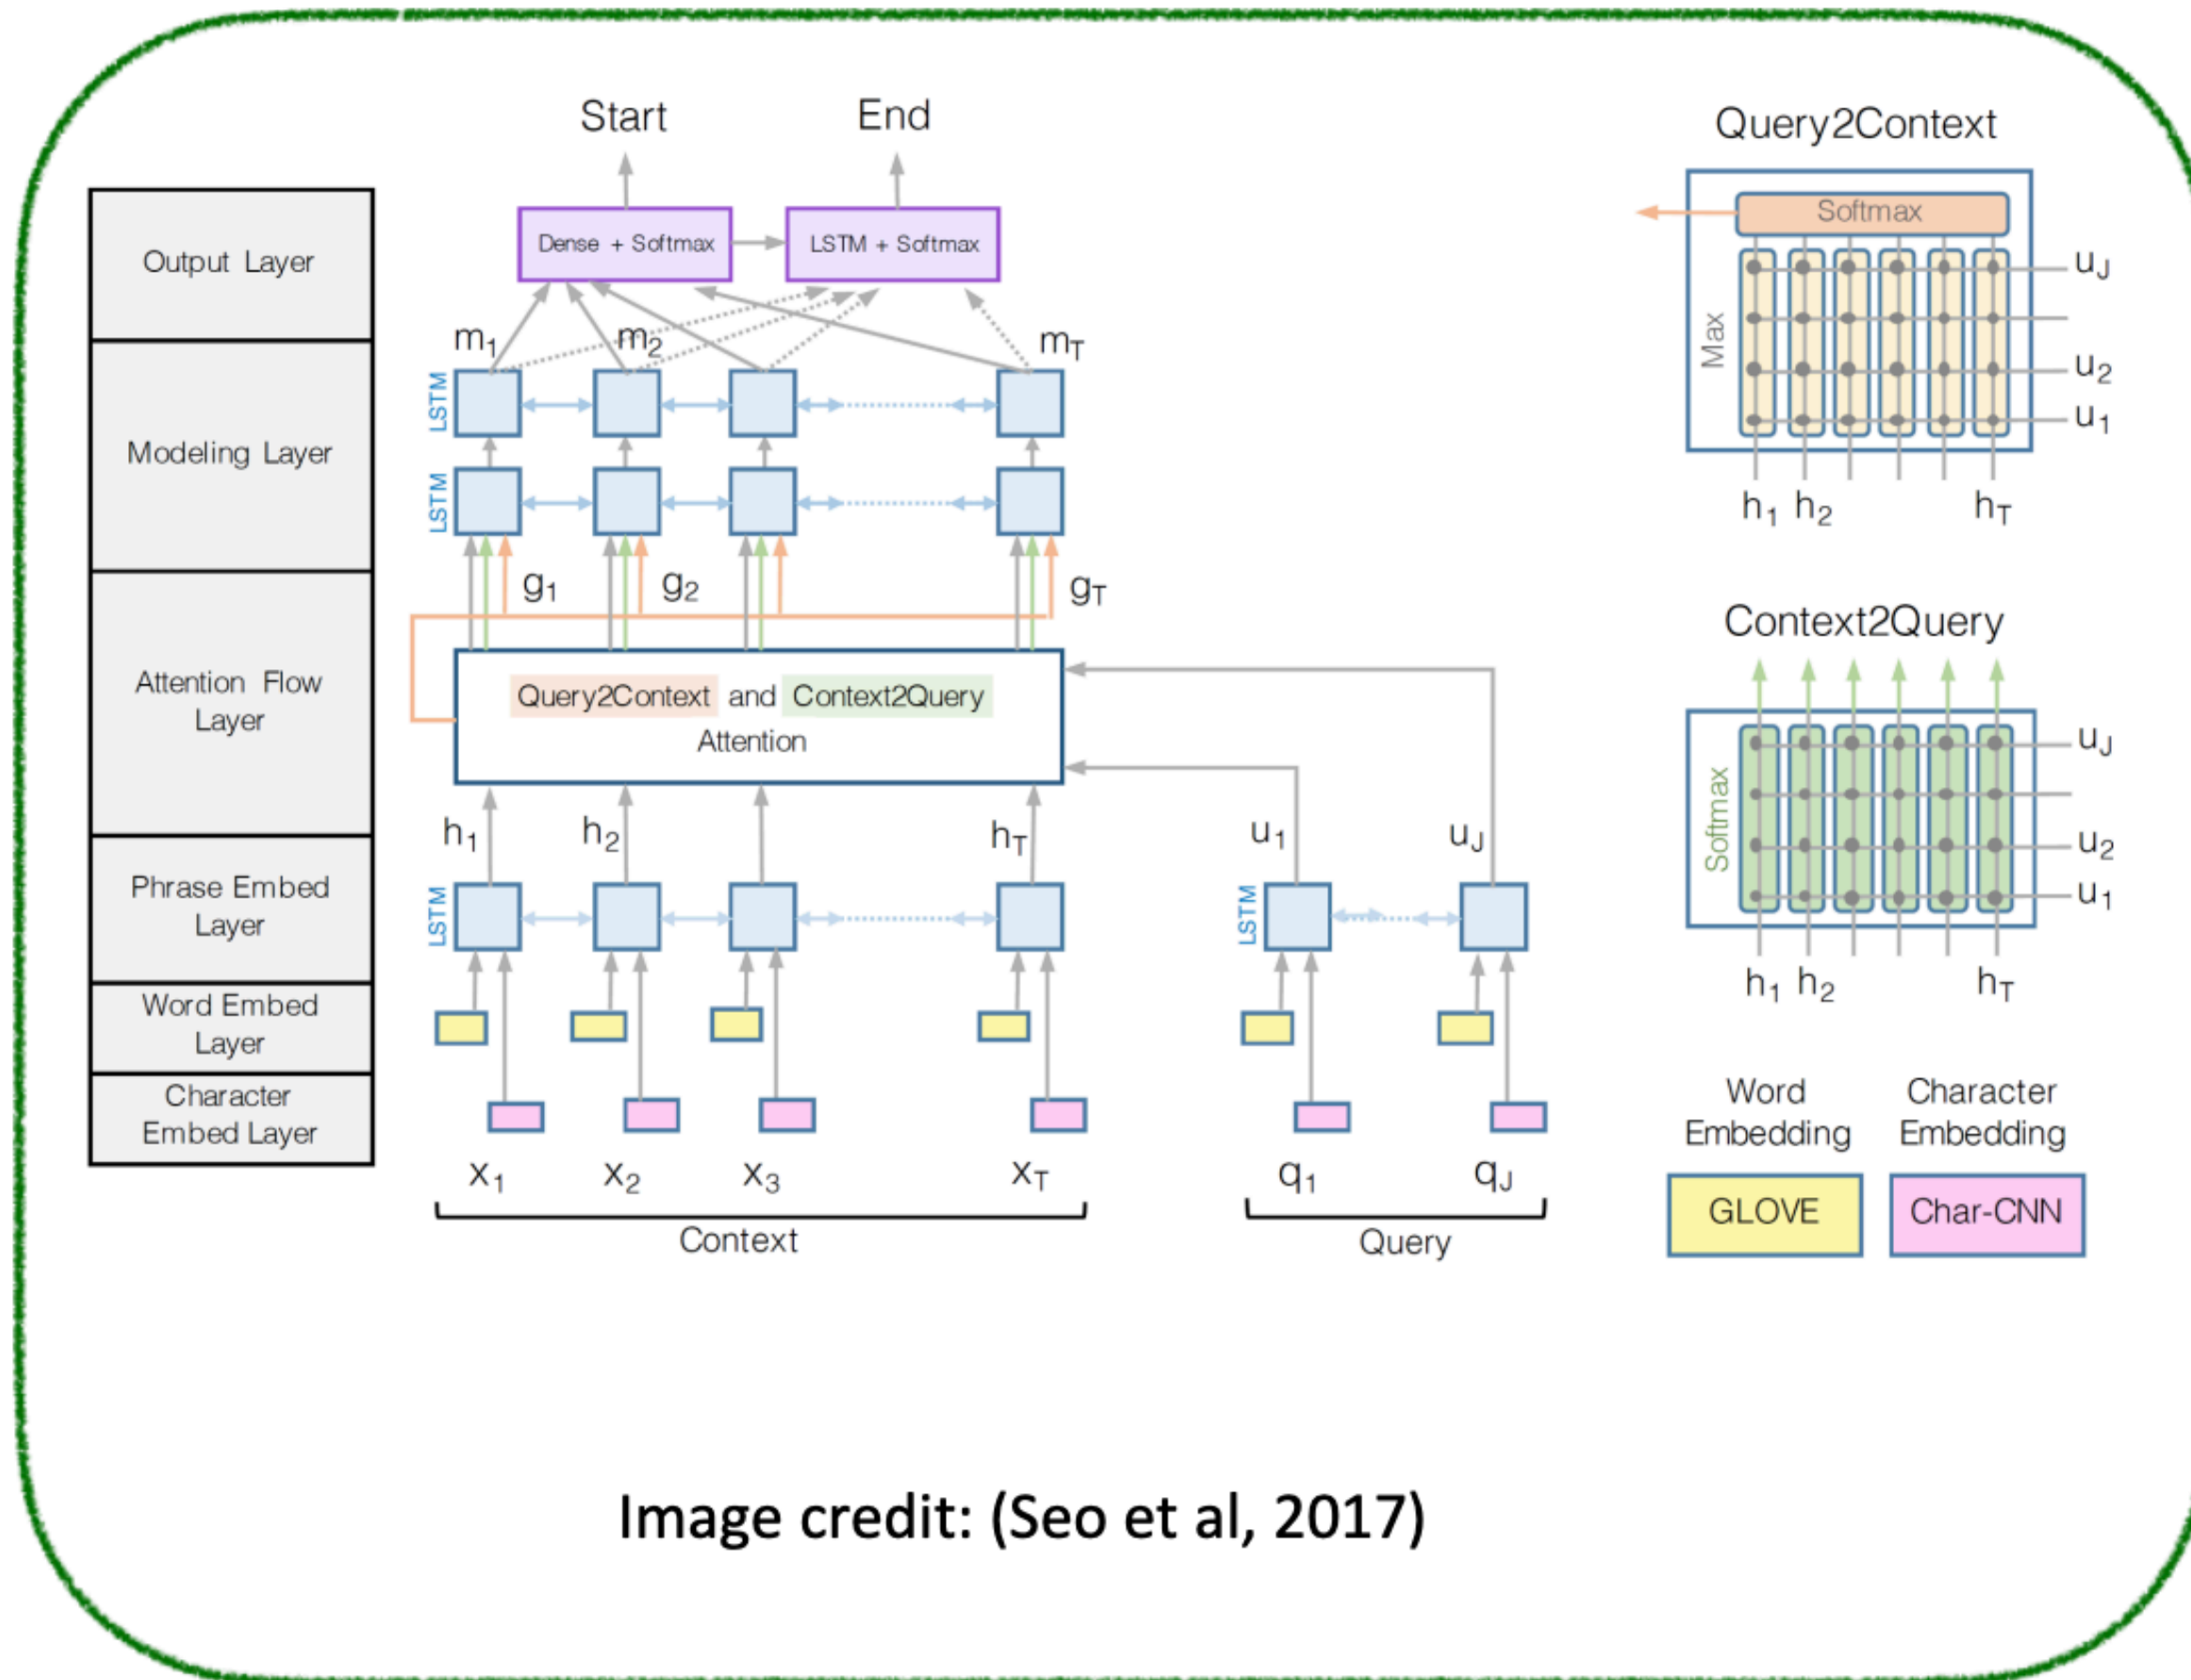 Output Layer
Modeling Layer
Attention Flow
Layer
Phrase Embed
Layer
Word Embed
Layer
Character
Embed Layer
Start
End
Dense + Softmax
LSTM + Softmax
m1
m2
mT
LSTM
LSTM
g1
g2
gT
Query2Context and Context2Query
Attention
h1
h2
hT
u1
uJ
LSTM
LSTM
x1
x2
x3
xT
q1
qJ
Context
Query
Query2Context
Softmax
Max
uJ
u2
u1
h1
h2
hT
Context2Query
Softmax
uJ
u2
u1
h1
h2
hT
Word
Embedding
GLOVE
Character
Embedding
Char-CNN
Image credit: (Seo et al, 2017)